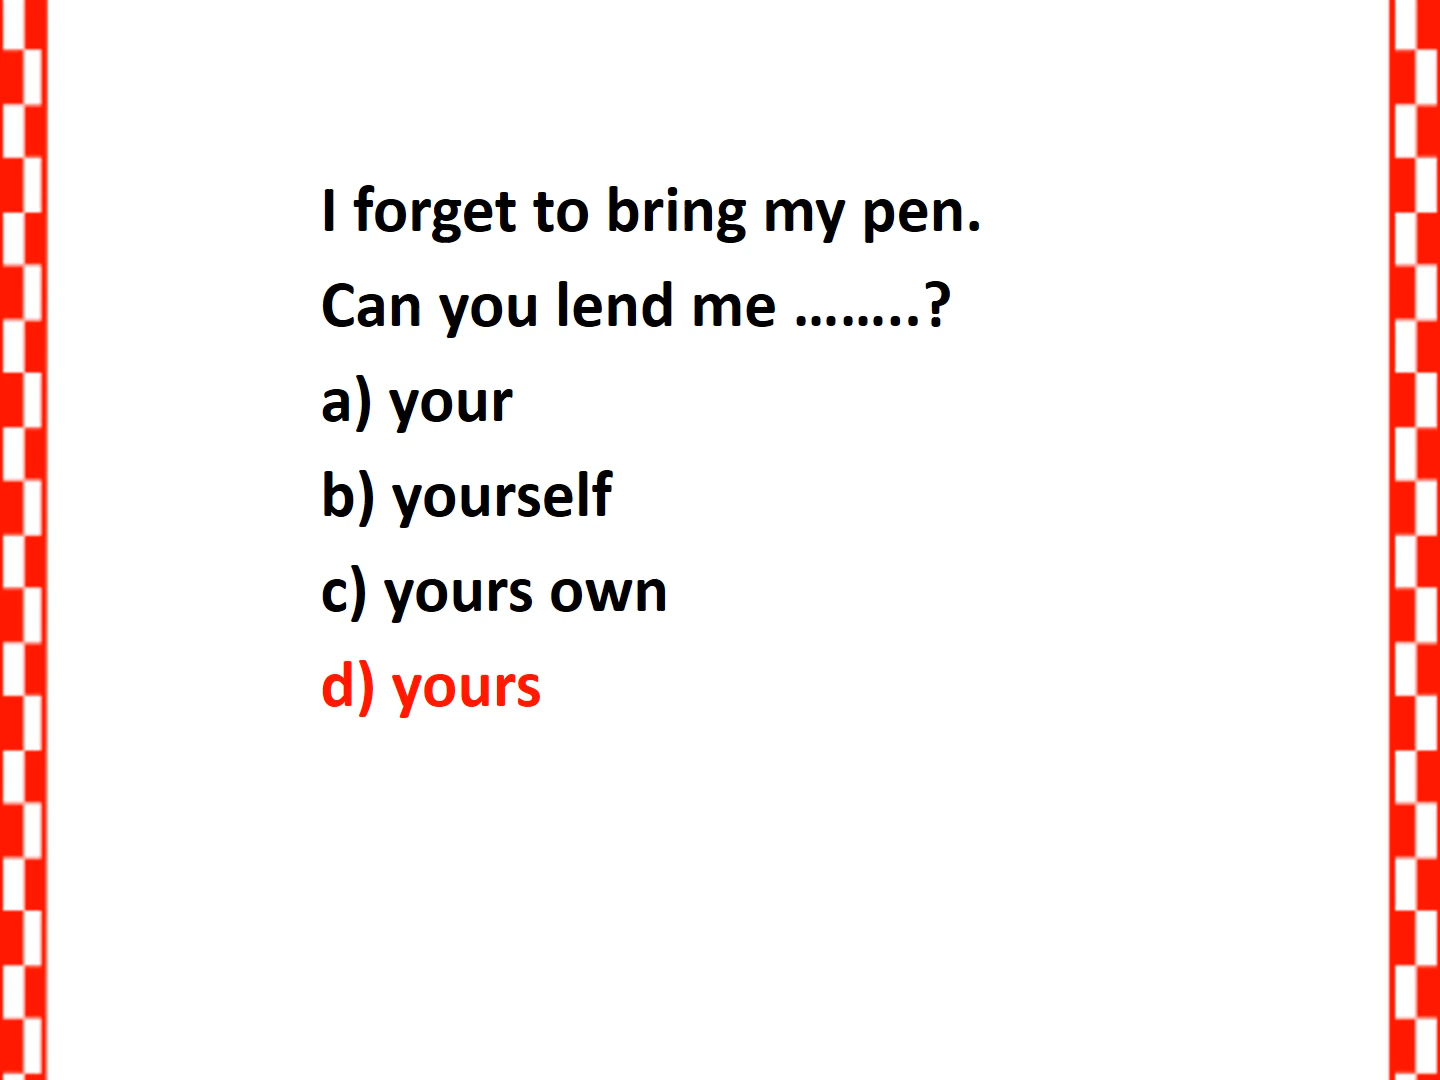 I forget to bring my pen.
Can you lend me ……..?
a) your
b) yourself
c) yours own
d) yours